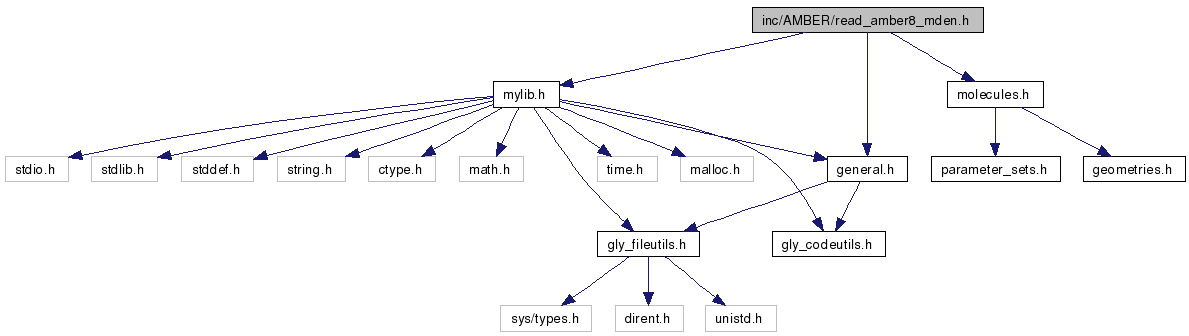 inc/AMBER/read_amber8_mden.h
mylib.h
molecules.h
stdio.h
stdlib.h
stddef.h
string.h
ctype.h
math.h
time.h
malloc.h
general.h
parameter_sets.h
geometries.h
gly_fileutils.h
gly_codeutils.h
sys/types.h
dirent.h
unistd.h